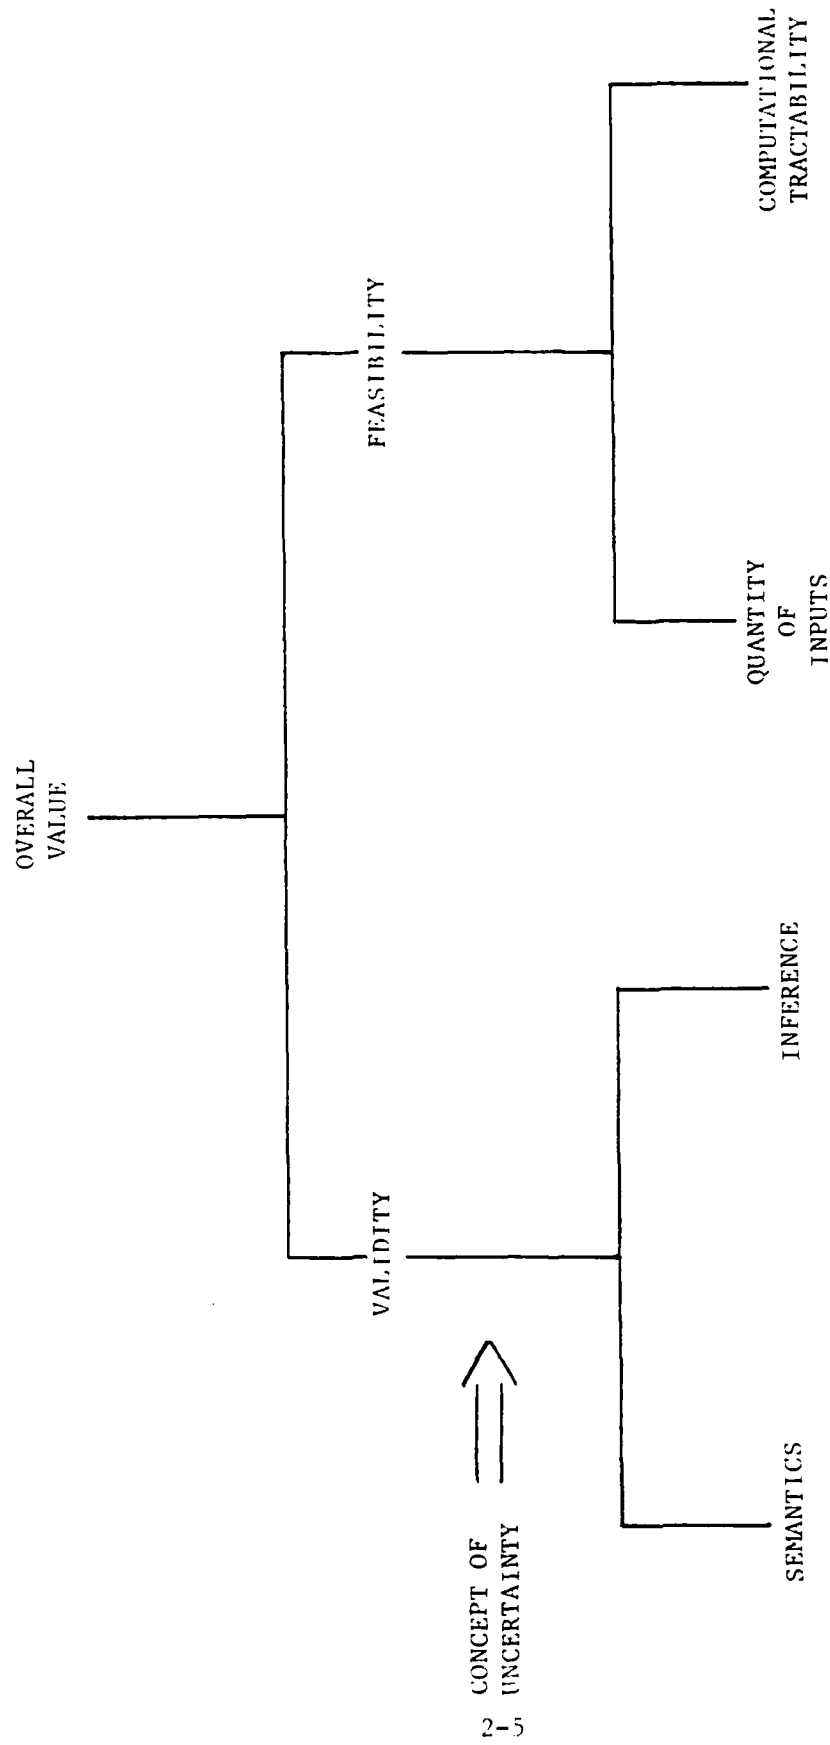 OVERALL
VALUE
VALIDITY
FEASIBILITY
CONCEPT OF
UNCERTAINTY
SEMANTICS
INFERENCE
QUANTITY
OF
INPUTS
COMPUTATIONAL
TRACTABILITY
2-5